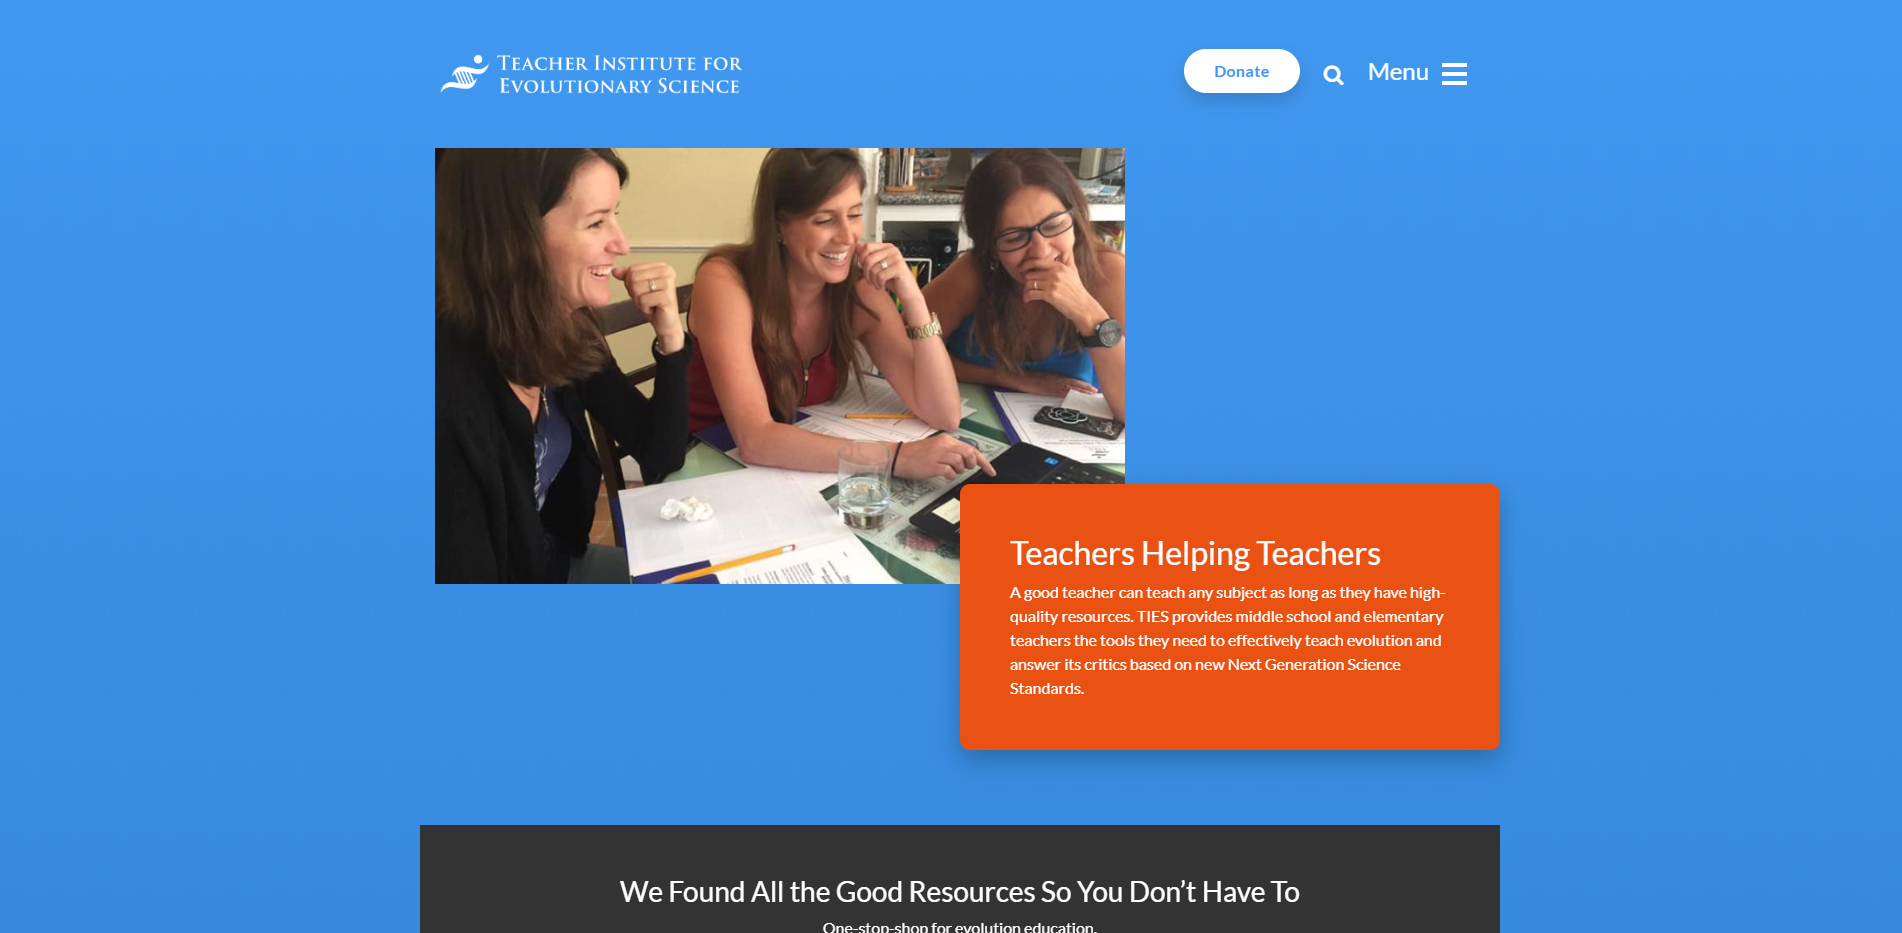 TEACHER INSTITUTE FOR
EVOLUTIONARY SCIENCE
Donate
Menu
Teachers Helping Teachers
A good teacher can teach any subject as long as they have high-
quality resources. TIES provides middle school and elementary
teachers the tools they need to effectively teach evolution and
answer its critics based on new Next Generation Science
Standards.
We Found All the Good Resources So You Don’t Have To
One-stop-shop for evolution education.